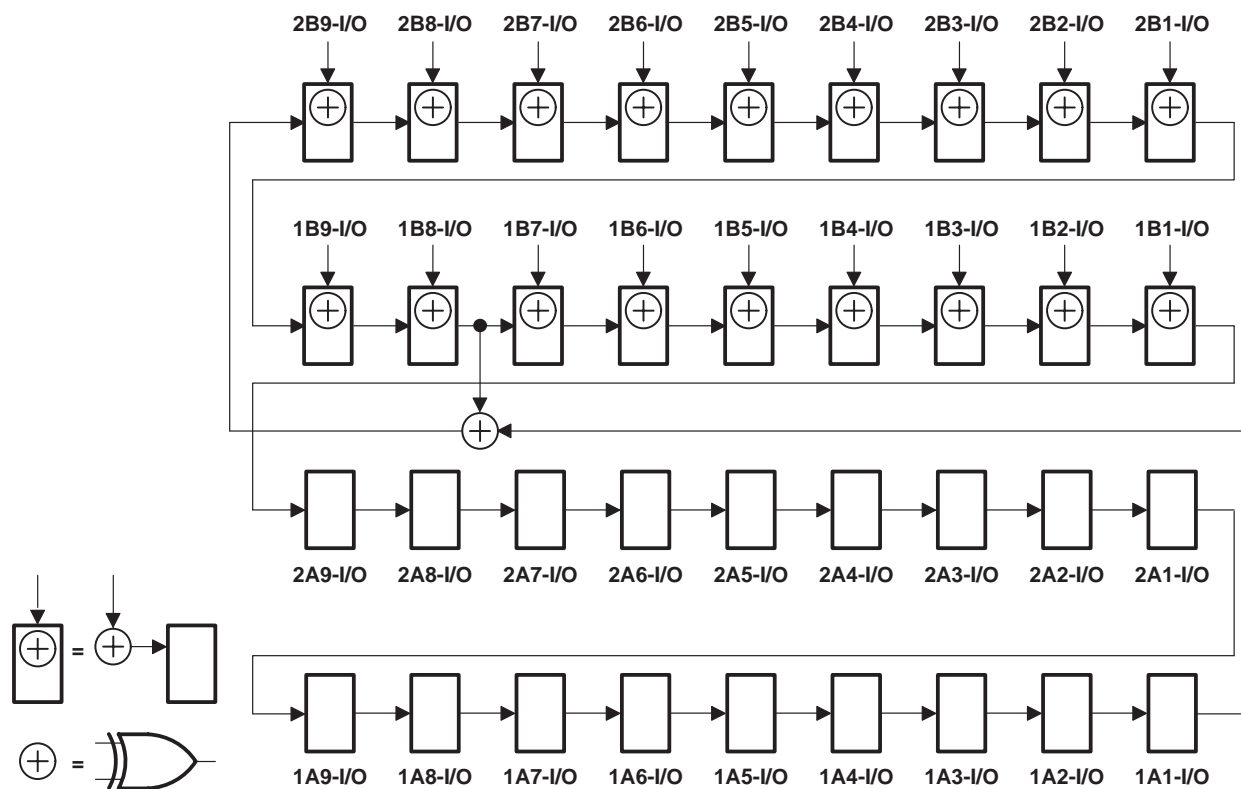 2B9-I/O 2B8-I/O 2B7-I/O 2B6-I/O 2B5-I/O 2B4-I/O 2B3-I/O 2B2-I/O 2B1-I/O
1B9-I/O 1B8-I/O 1B7-I/O 1B6-I/O 1B5-I/O 1B4-I/O 1B3-I/O 1B2-I/O 1B1-I/O
2A9-I/O 2A8-I/O 2A7-I/O 2A6-I/O 2A5-I/O 2A4-I/O 2A3-I/O 2A2-I/O 2A1-I/O
=
=
1A9-I/O 1A8-I/O 1A7-I/O 1A6-I/O 1A5-I/O 1A4-I/O 1A3-I/O 1A2-I/O 1A1-I/O